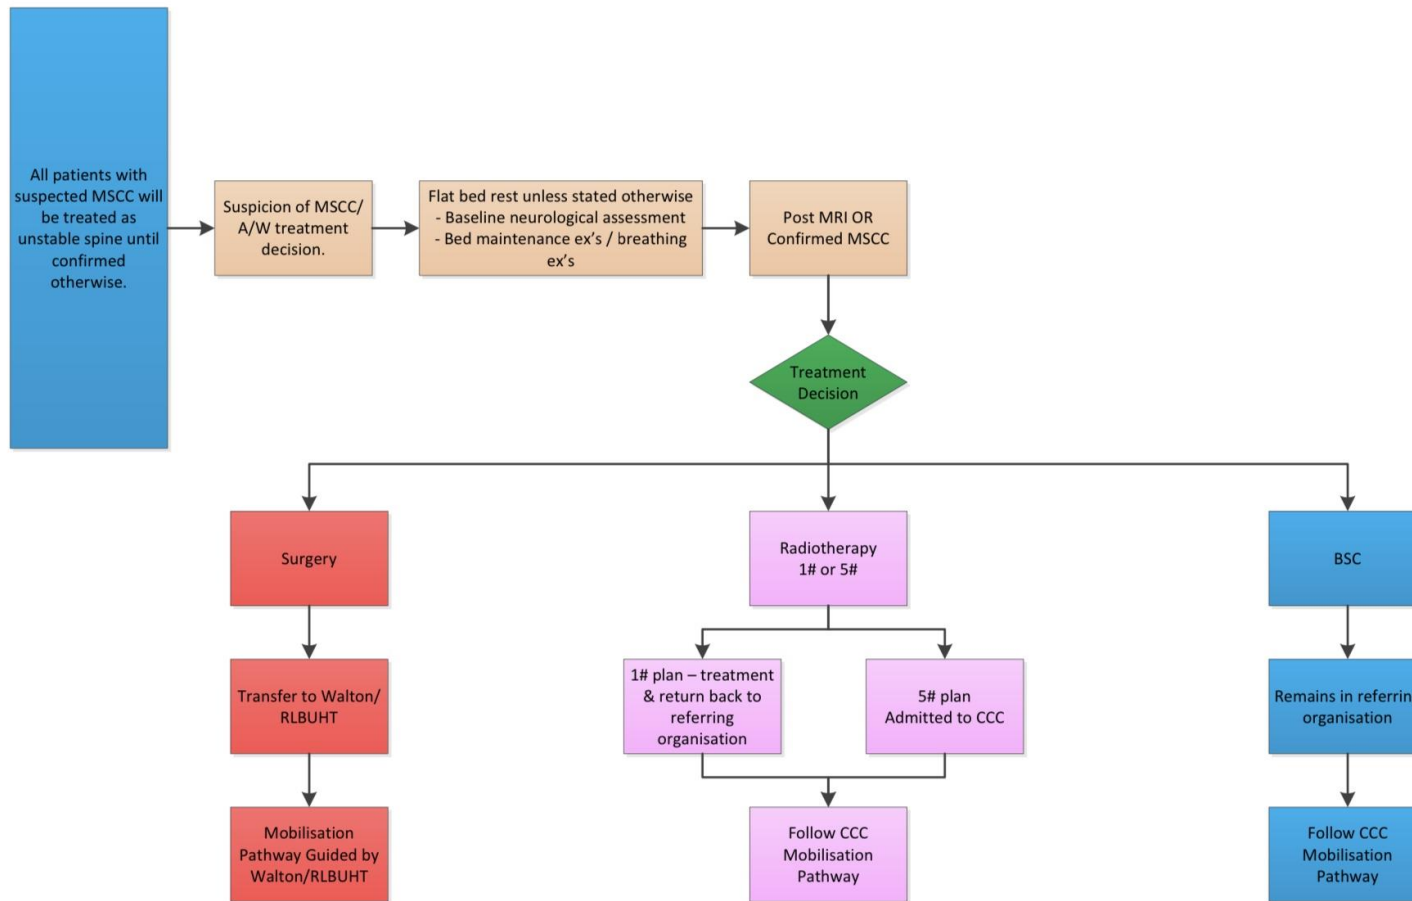 All patients with
suspected MSCC will
be treated as
unstable spine until
confirmed
otherwise.
Suspicion of MSCC/
A/W treatment
decision.
Flat bed rest unless stated otherwise
- Baseline neurological assessment
- Bed maintenance ex’s / breathing
ex’s
Post MRI OR
Confirmed MSCC
Treatment
Decision
Surgery
Radiotherapy
1# or 5#
BSC
Transfer to Walton/
RLBUHT
1# plan – treatment
& return back to
referring
organisation
5# plan
Admitted to CCC
Remains in referrin
organisation
Mobilisation
Pathway Guided by
Walton/RLBUHT
Follow CCC
Mobilisation
Pathway
Follow CCC
Mobilisation
Pathway